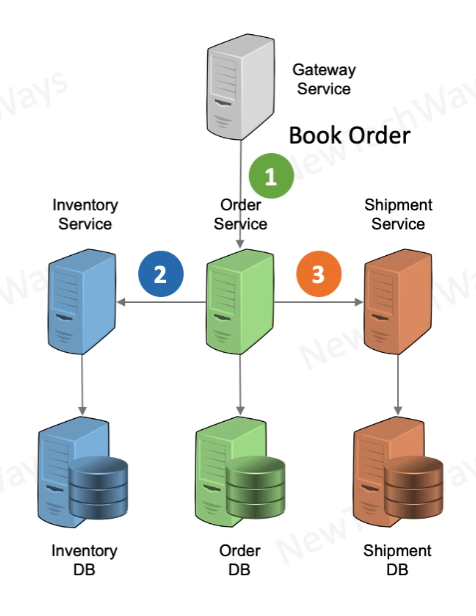 Gateway
Service
Book Order
1
Inventory
Service
Order
Service
Shipment
Service
2
3
Inventory
DB
Order
DB
Shipment
DB
NewTechWays